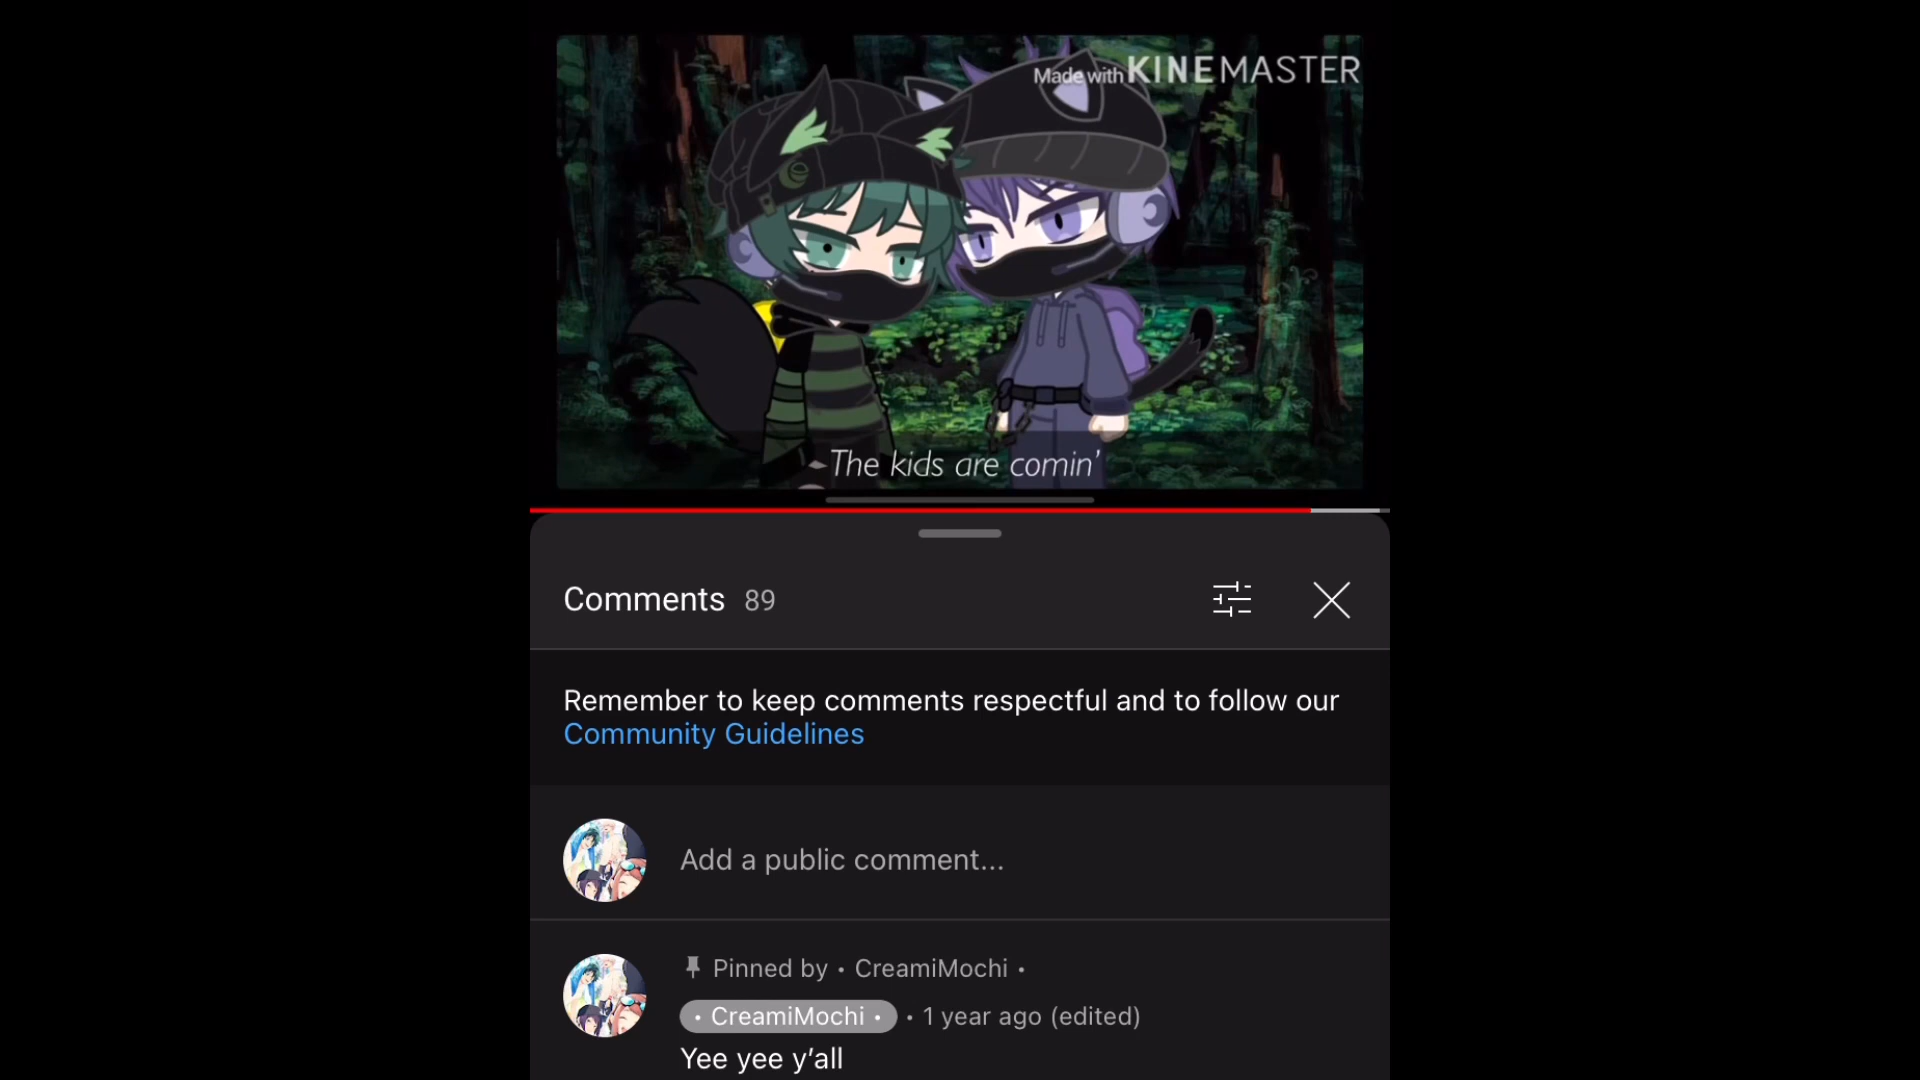 Made with KINEMASTER
The kids are comin'
Comments 89
Remember to keep comments respectful and to follow our
Community Guidelines
Add a public comment...
Pinned by • CreamiMochi •
• CreamiMochi • • 1 year ago (edited)
Yee yee y'all